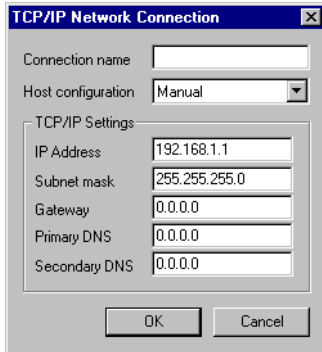 TCP/IP Network Connection
Connection name
Host configuration Manual
TCP/IP Settings
IP Address 192.168.1.1
Subnet mask 255.255.255.0
Gateway 0.0.0.0
Primary DNS 0.0.0.0
Secondary DNS 0.0.0.0
OK Cancel